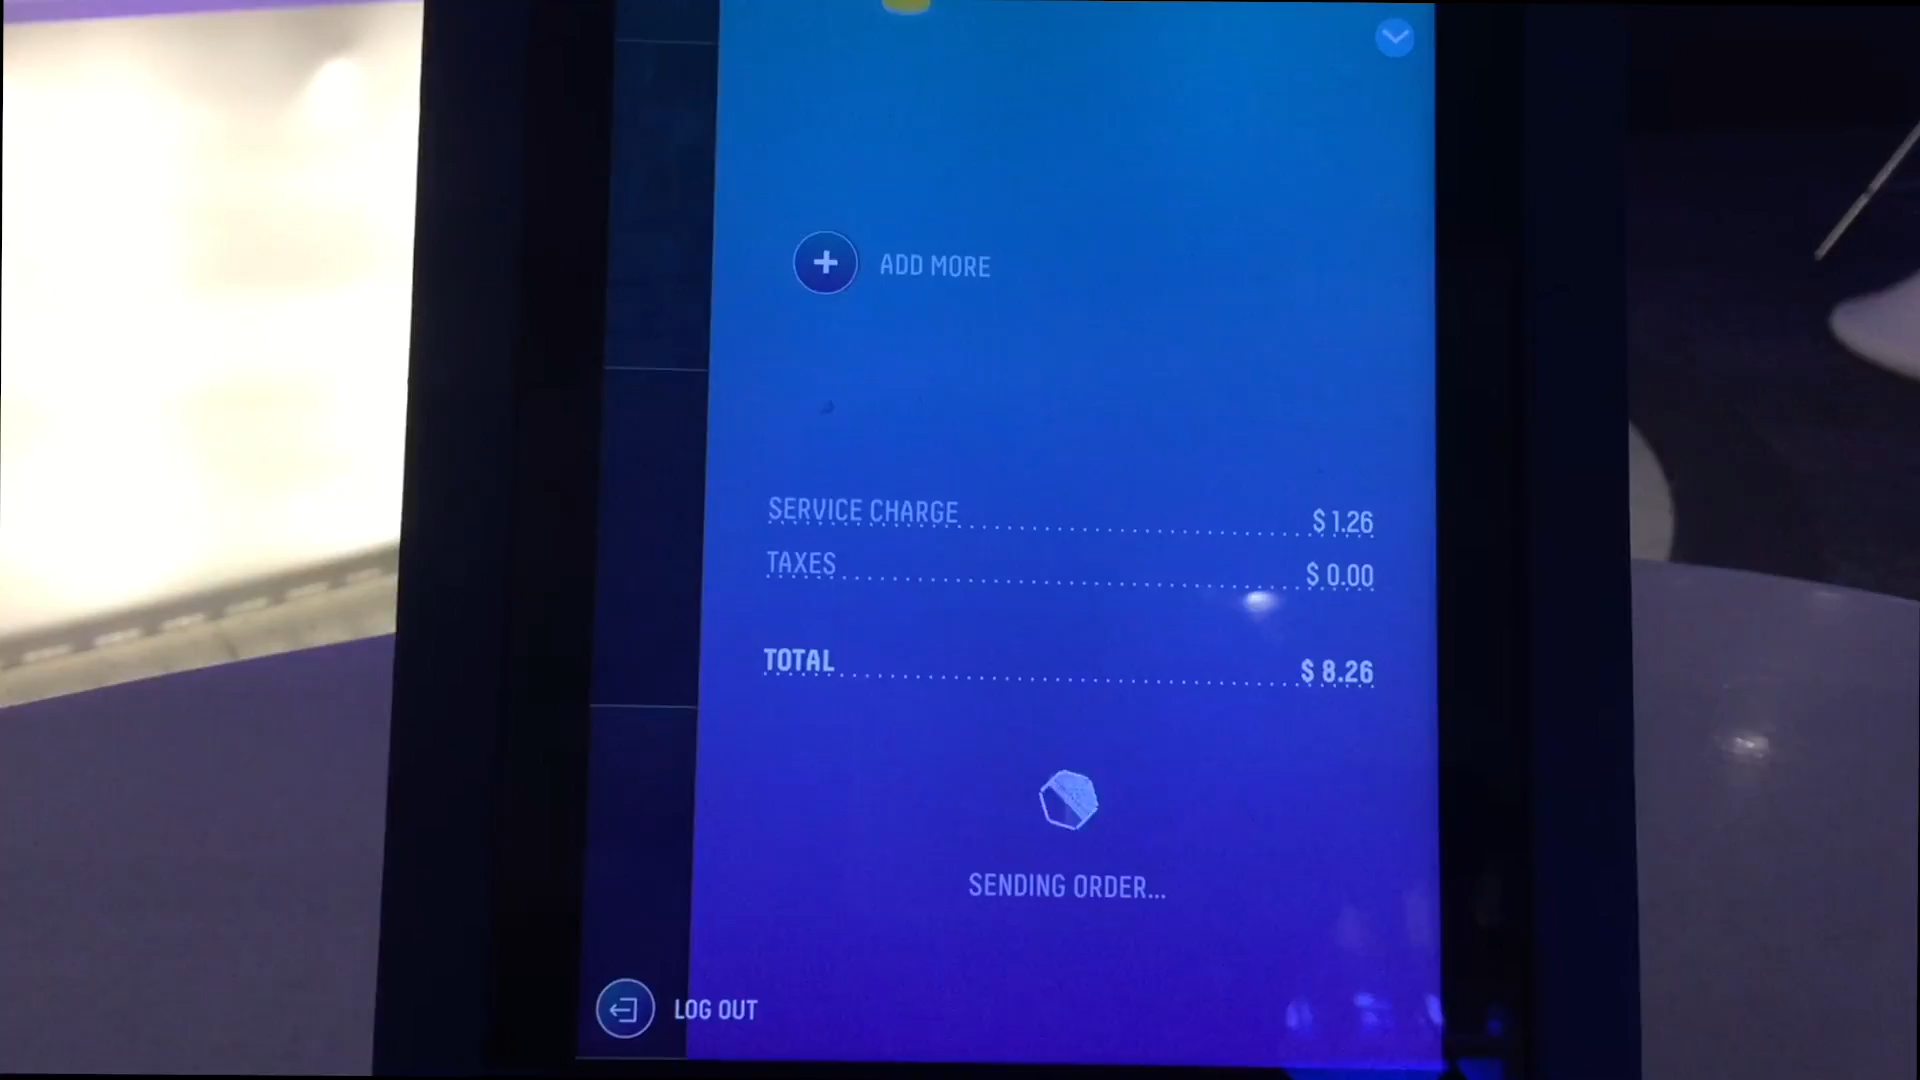 ADD MORE
SERVICE CHARGE $ 1.26
TAXES $ 0.00
TOTAL $ 8.26
SENDING ORDER...
LOG OUT